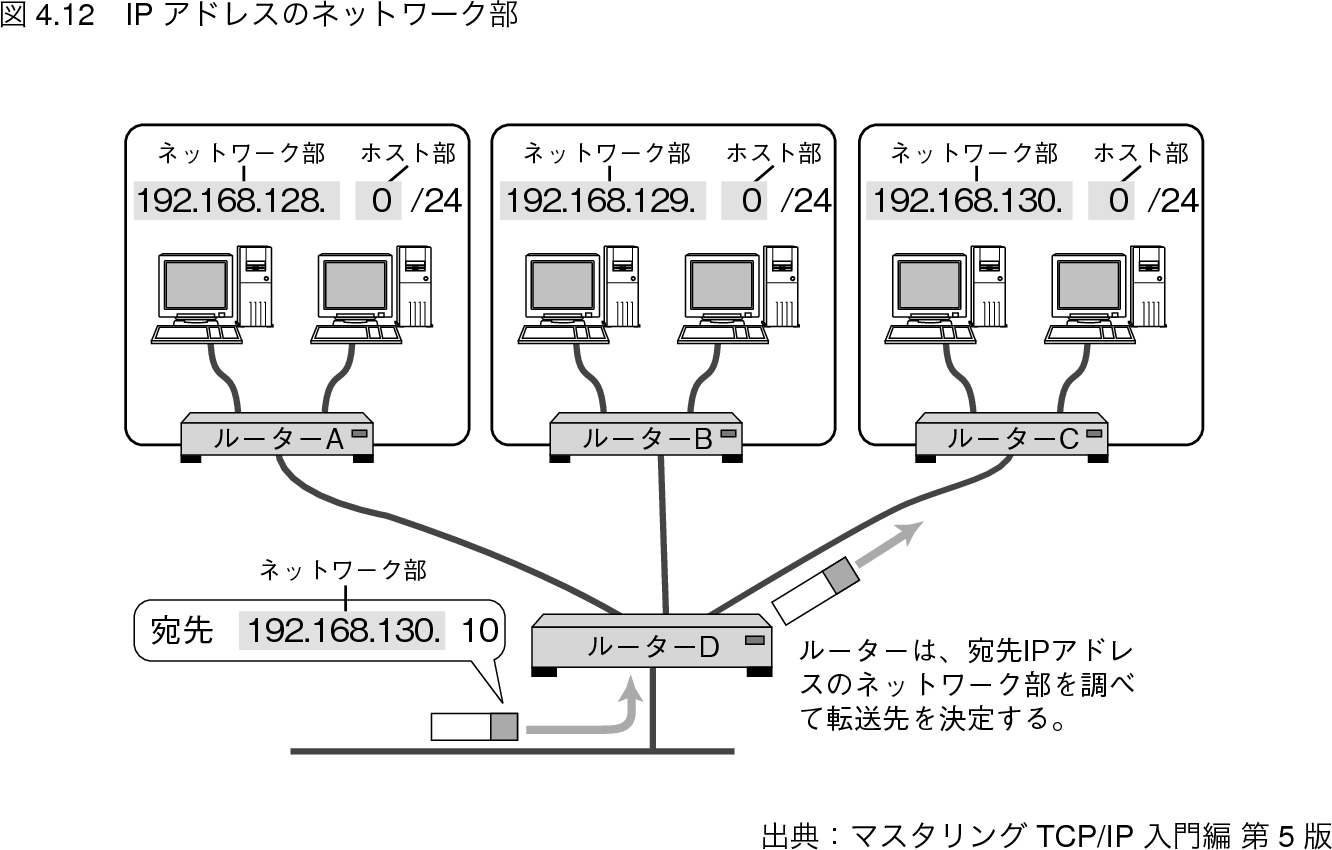 図 4.12　IP アドレスのネットワーク部
ネットワーク部　ホスト部
192.168.128. 0 /24
ネットワーク部　ホスト部
192.168.129. 0 /24
ネットワーク部　ホスト部
192.168.130. 0 /24
ルーターA
ルーターB
ルーターC
ネットワーク部
宛先 192.168.130. 10
ルーターD
ルーターは、宛先IPアドレ
スのネットワーク部を調べ
て転送先を決定する。
出典：マスタリング TCP/IP 入門編 第 5 版